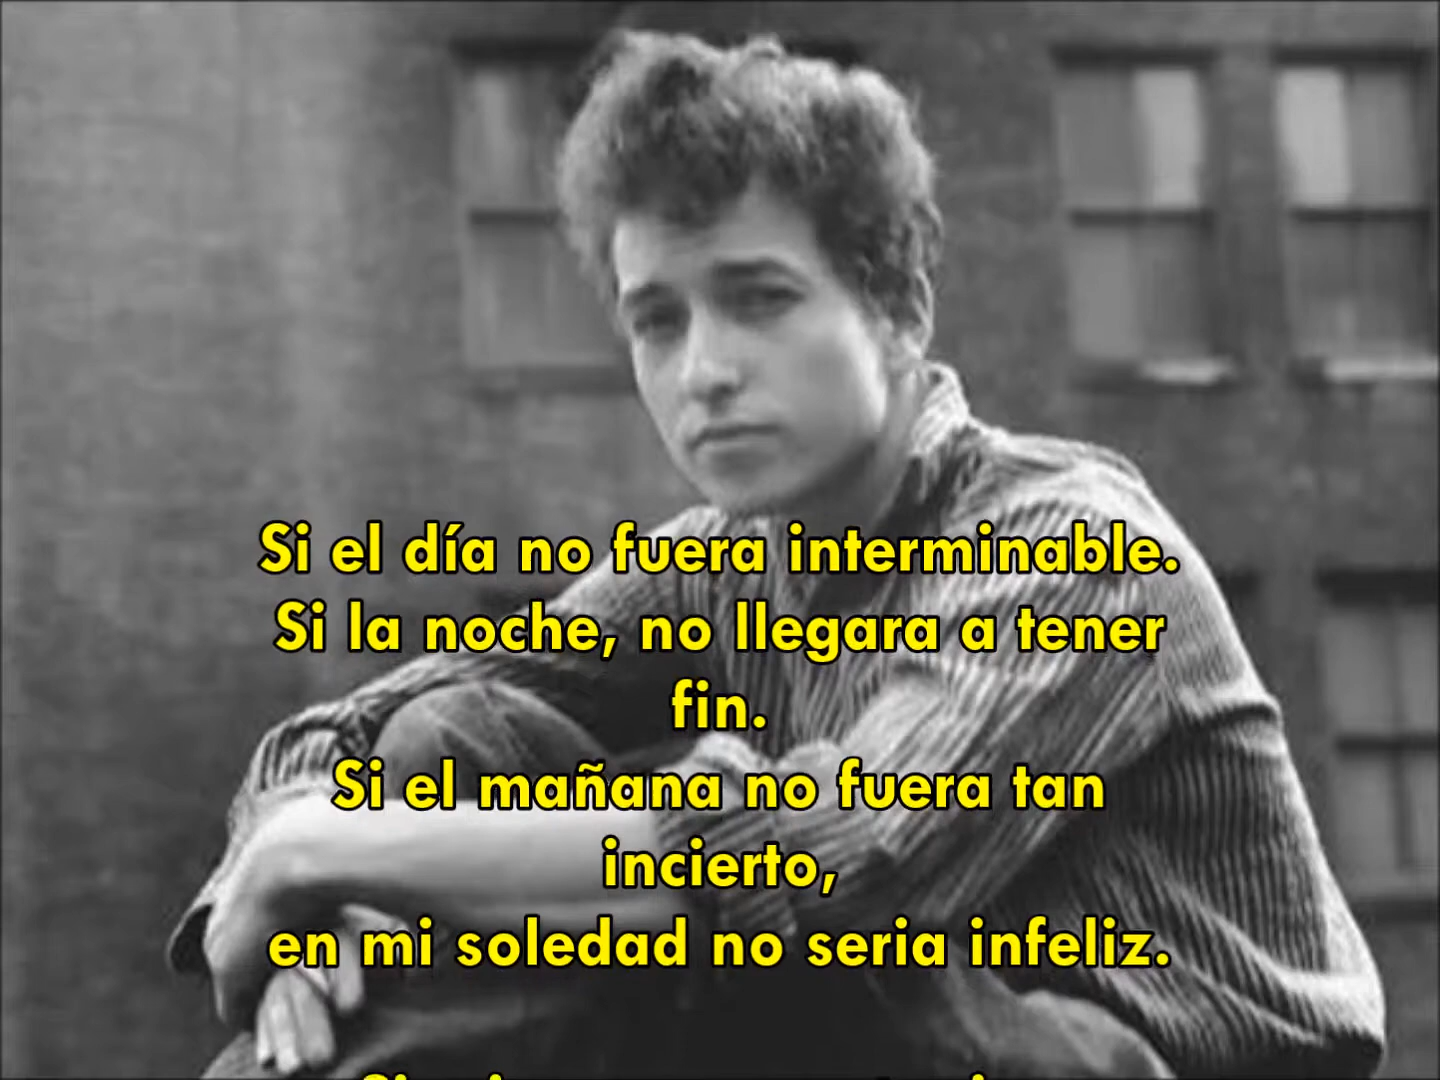 Si el día no fuera interminable.
Si la noche, no llegara a tener
fin.
Si el mañana no fuera tan
incierto,
en mi soledad no seria infeliz.